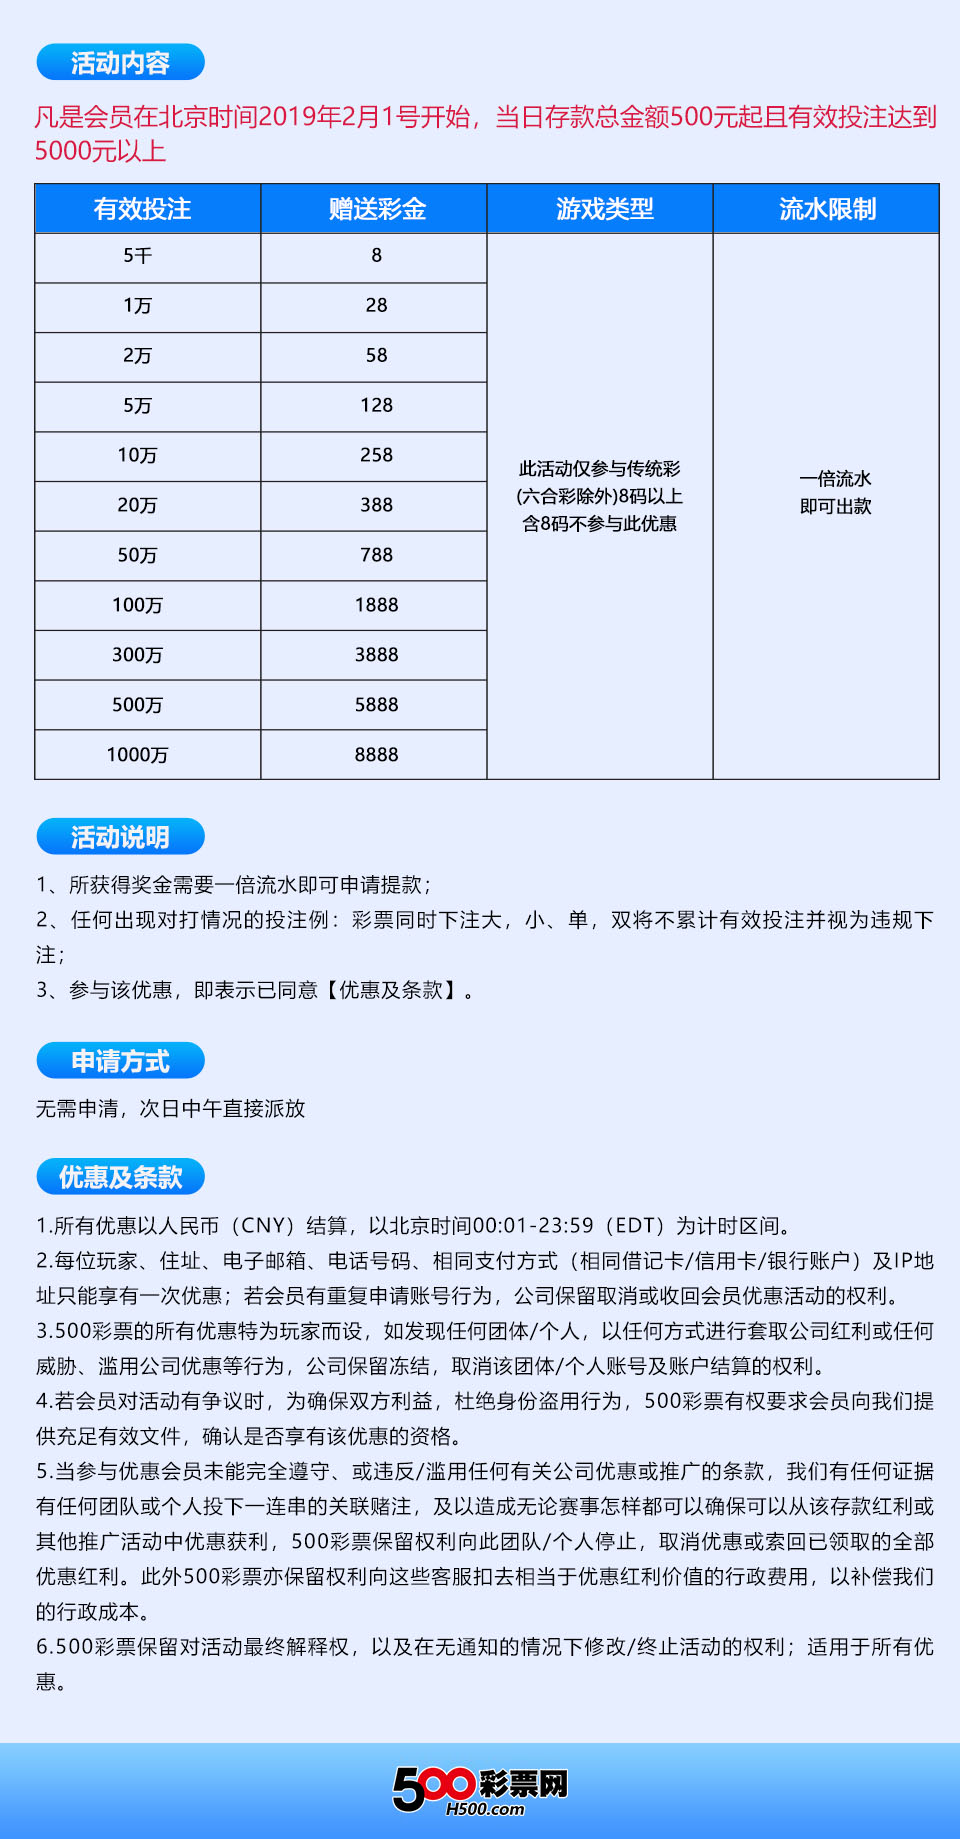 活动内容
凡是会员在北京时间2019年2月1号开始，当日存款总金额500元起且有效投注达到
5000元以上
有效投注 赠送彩金 游戏类型 流水限制
5千 8
1万 28
2万 58
5万 128
10万 258
20万 388
50万 788
100万 1888
300万 3888
500万 5888
1000万 8888
此活动仅参与传统彩
(六合彩除外)8码以上
含8码不参与此优惠
一倍流水
即可出款
活动说明
1、所获得奖金需要一倍流水即可申请提款；
2、任何出现对打情况的投注例：彩票同时下注大，小、单，双将不累计有效投注并视为违规下
注；
3、参与该优惠，即表示已同意【优惠及条款】。
申请方式
无需申清，次日中午直接派放
优惠及条款
1.所有优惠以人民币（CNY）结算，以北京时间00:01-23:59（EDT）为计时区间。
2.每位玩家、住址、电子邮箱、电话号码、相同支付方式（相同借记卡/信用卡/银行账户）及IP地
址只能享有一次优惠；若会员有重复申请账号行为，公司保留取消或收回会员优惠活动的权利。
3.500彩票的所有优惠特为玩家而设，如发现任何团体/个人，以任何方式进行套取公司红利或任何
威胁、滥用公司优惠等行为，公司保留冻结，取消该团体/个人账号及账户结算的权利。
4.若会员对活动有争议时，为确保双方利益，杜绝身份盗用行为，500彩票有权要求会员向我们提
供充足有效文件，确认是否享有该优惠的资格。
5.当参与优惠会员未能完全遵守、或违反/滥用任何有关公司优惠或推广的条款，我们有任何证据
有任何团队或个人投下一连串的关联赌注，及以造成无论赛事怎样都可以确保可以从该存款红利或
其他推广活动中优惠获利，500彩票保留权利向此团队/个人停止，取消优惠或索回已领取的全部
优惠红利。此外500彩票亦保留权利向这些客服扣去相当于优惠红利价值的行政费用，以补偿我们
的行政成本。
6.500彩票保留对活动最终解释权，以及在无通知的情况下修改/终止活动的权利；适用于所有优
惠。
500彩票网
H500.com